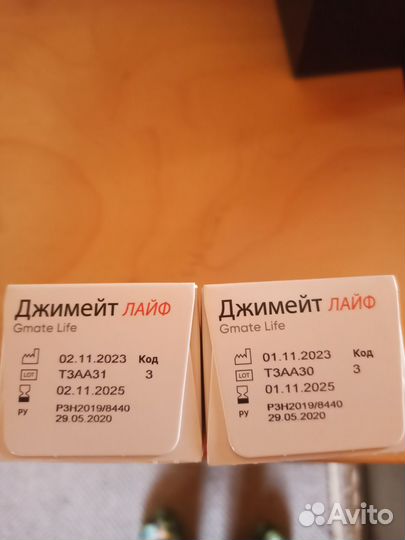 Джимейт ЛАЙФ
Gmate Life
02.11.2023 Код
LOT T3AA31 3
02.11.2025
РУ РЗН2019/8440
29.05.2020
Джимейт ЛАЙФ
Gmate Life
01.11.2023 Код
LOT T3AA30 3
01.11.2025
РУ РЗН2019/8440
29.05.2020
Avito